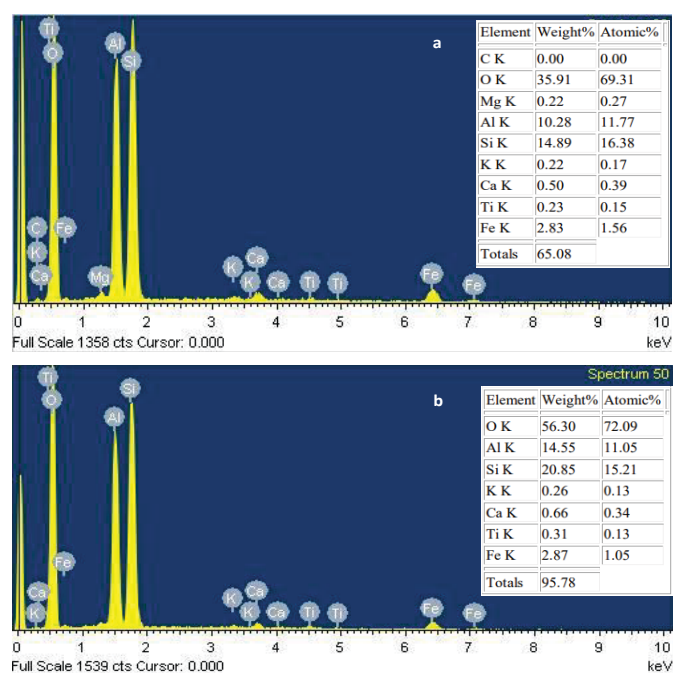 a
Element Weight% Atomic%
C K 0.00 0.00
O K 35.91 69.31
Mg K 0.22 0.27
Al K 10.28 11.77
Si K 14.89 16.38
K K 0.22 0.17
Ca K 0.50 0.39
Ti K 0.23 0.15
Fe K 2.83 1.56
Totals 65.08
Ti
O
Al
Si
C Fe
K
Ca Mg
K Ca
K Ca Ti Ti
Fe Fe
0 1 2 3 4 5 6 7 8 9 10
Full Scale 1358 cts Cursor: 0.000 keV
Spectrum 50
b
Element Weight% Atomic%
O K 56.30 72.09
Al K 14.55 11.05
Si K 20.85 15.21
K K 0.26 0.13
Ca K 0.66 0.34
Ti K 0.31 0.13
Fe K 2.87 1.05
Totals 95.78
Ti
O
Si
Al
Fe
Ca
K
K Ca
K Ca Ti Ti Fe Fe
0 1 2 3 4 5 6 7 8 9 10
Full Scale 1539 cts Cursor: 0.000 keV